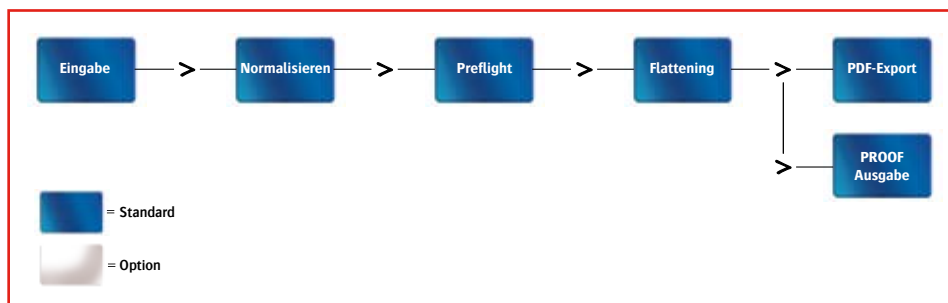 Eingabe
Normalisieren
Preflight
Flattening
PDF-Export
PROOF
Ausgabe
= Standard
= Option